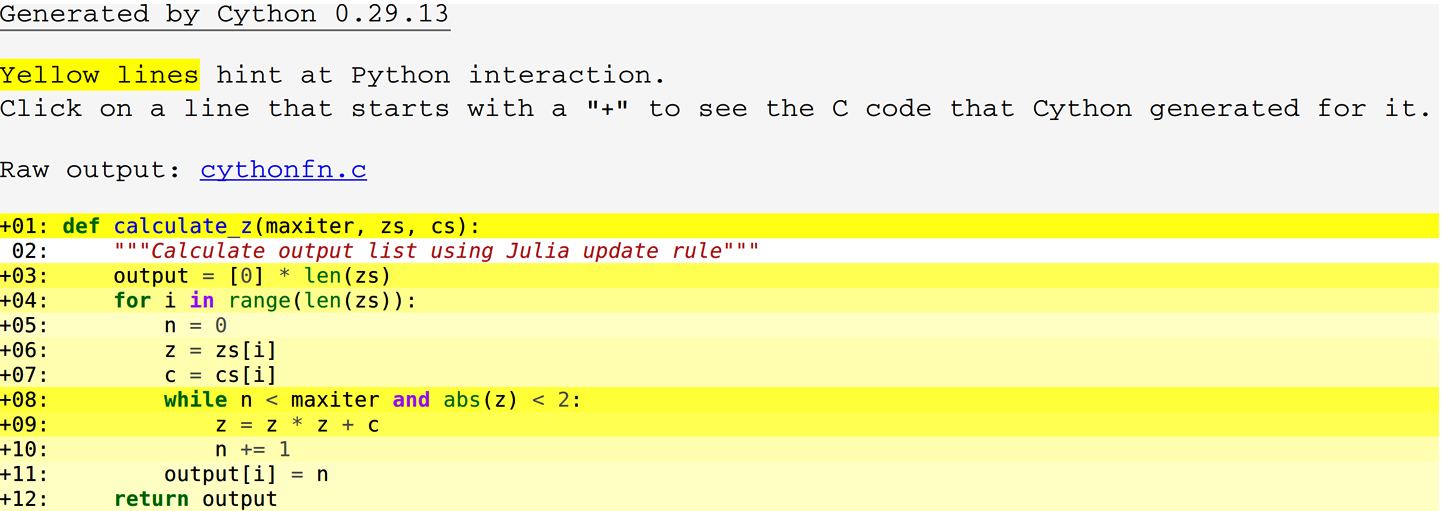 Generated by Cython 0.29.13
Yellow lines hint at Python interaction.
Click on a line that starts with a "+" to see the C code that Cython generated for it.
Raw output: cythonfn.c
+01: def calculate_z(maxiter, zs, cs):
 02:     """Calculate output list using Julia update rule"""
+03:     output = [0] * len(zs)
+04:     for i in range(len(zs)):
+05:         n = 0
+06:         z = zs[i]
+07:         c = cs[i]
+08:         while n < maxiter and abs(z) < 2:
+09:             z = z * z + c
+10:             n += 1
+11:         output[i] = n
+12:     return output